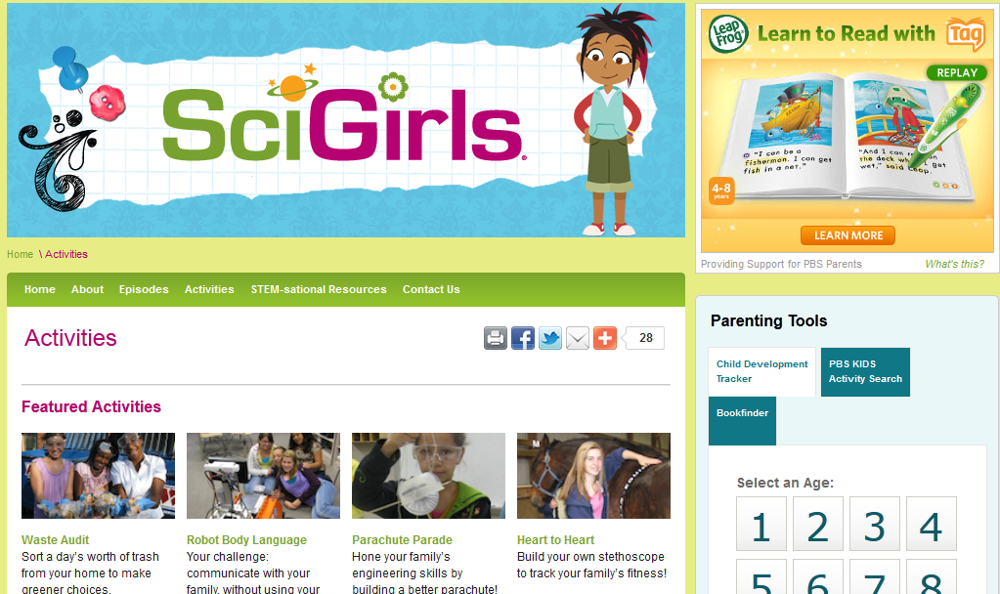 SciGirls
Home \ Activities
Home About Episodes Activities STEM-sational Resources Contact Us
Activities
28
Featured Activities
Waste Audit
Sort a day's worth of trash
from your home to make
greener choices.
Robot Body Language
Your challenge:
communicate with your
family, without using your
Parachute Parade
Hone your family's
engineering skills by
building a better parachute!
M
Heart to Heart
Build your own stethoscope
to track your family's fitness!
Leap
Frog
Learn to Read with Tag
REPLAY
"I can be a
fisherman. I can get
fish in a net."
"And I can on
the deck get
wet," said Leap.
4-8
years
LEARN MORE
Providing Support for PBS Parents What's this?
Parenting Tools
Child Development
Tracker
PBS KIDS
Activity Search
Bookfinder
Select an Age:
1 2 3 4
5 6 7 8